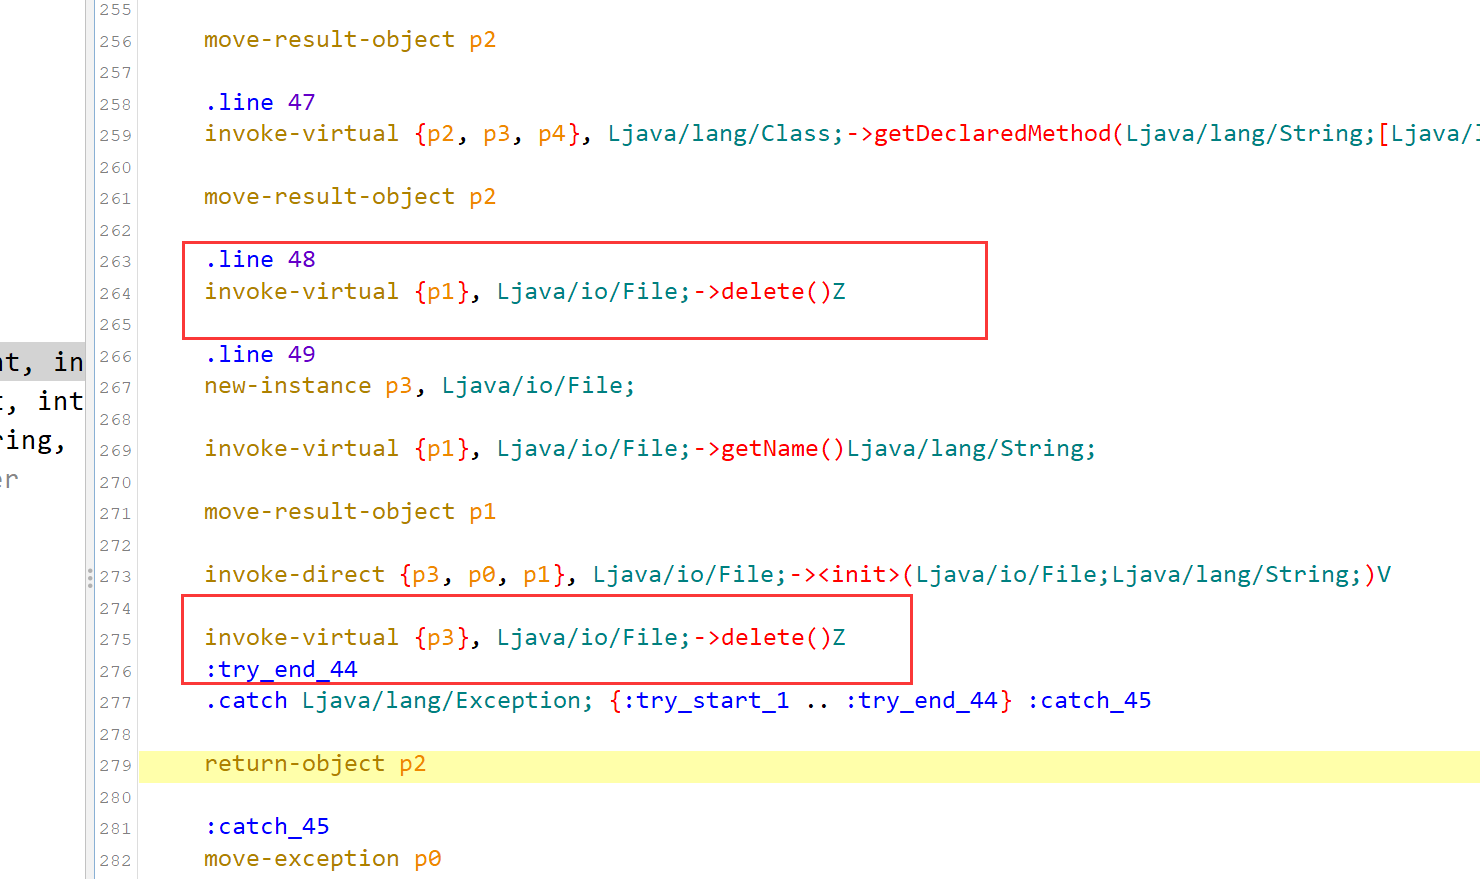 255
256 move-result-object p2
257
258 .line 47
259 invoke-virtual {p2, p3, p4}, Ljava/lang/Class;->getDeclaredMethod(Ljava/lang/String;[Ljava/l
260
261 move-result-object p2
262
263 .line 48
264 invoke-virtual {p1}, Ljava/io/File;->delete()Z
265
266 .line 49
nt, in
267 new-instance p3, Ljava/io/File;
t, int
268
ring,
269 invoke-virtual {p1}, Ljava/io/File;->getName()Ljava/lang/String;
er
270
271 move-result-object p1
272
273 invoke-direct {p3, p0, p1}, Ljava/io/File;-><init>(Ljava/io/File;Ljava/lang/String;)V
274
275 invoke-virtual {p3}, Ljava/io/File;->delete()Z
276 :try_end_44
277 .catch Ljava/lang/Exception; {:try_start_1 .. :try_end_44} :catch_45
278
279 return-object p2
280
281 :catch_45
282 move-exception p0